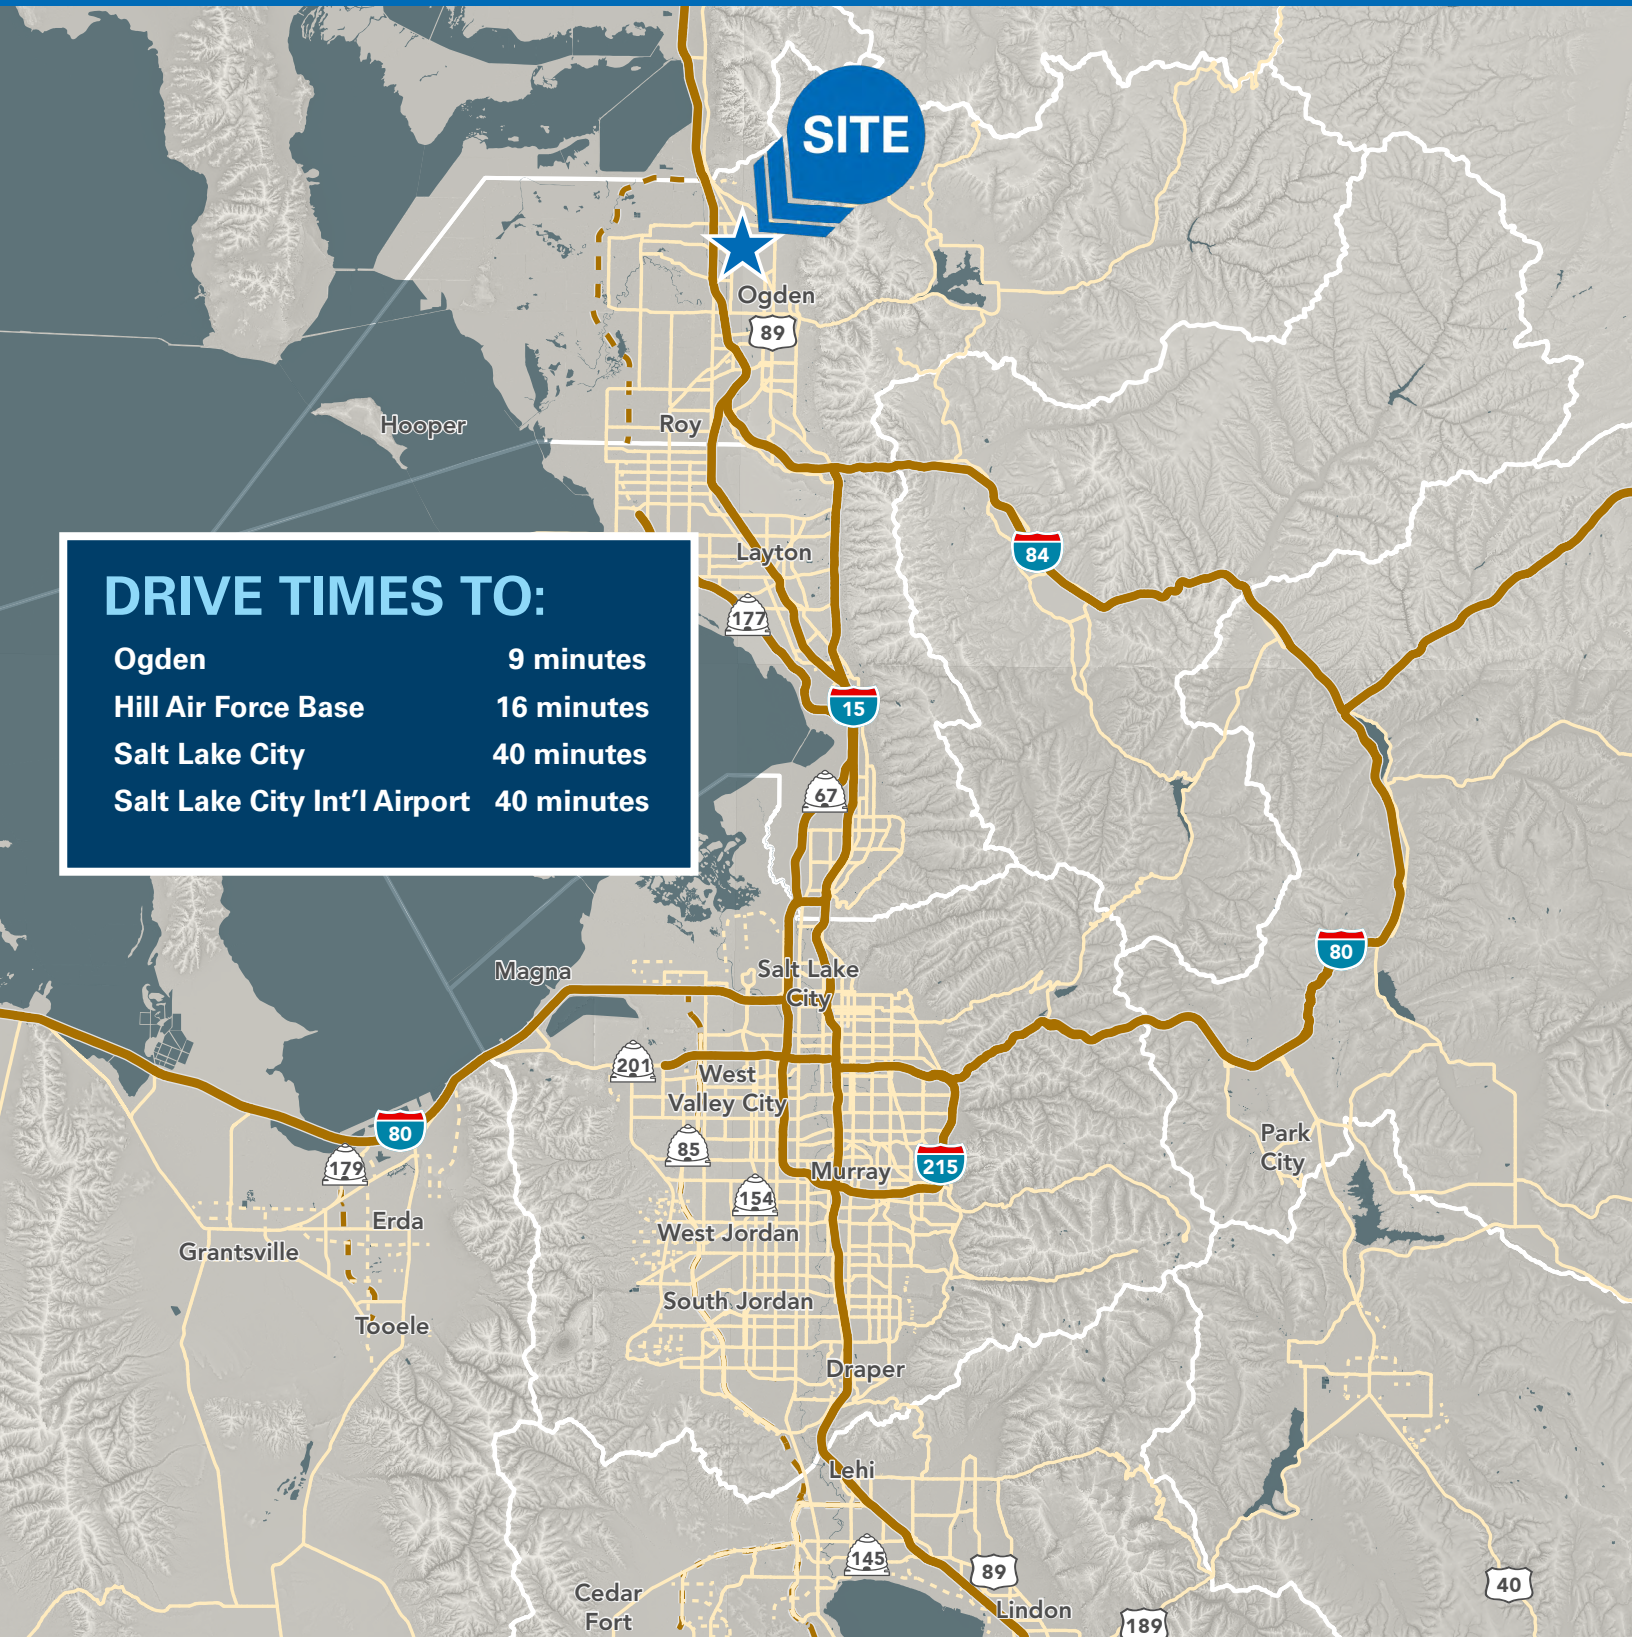 SITE
Ogden
89
Hooper
Roy
84
Layton
177
DRIVE TIMES TO:
Ogden 9 minutes
Hill Air Force Base 16 minutes
Salt Lake City 40 minutes
Salt Lake City Int'l Airport 40 minutes
15
67
80
Magna
Salt Lake
City
201
West
Valley City
80
85
Park
City
215
179
Murray
154
Erda
West Jordan
Grantsville
South Jordan
Tooele
Draper
Lehi
145
89
40
Cedar
Fort
Lindon
189